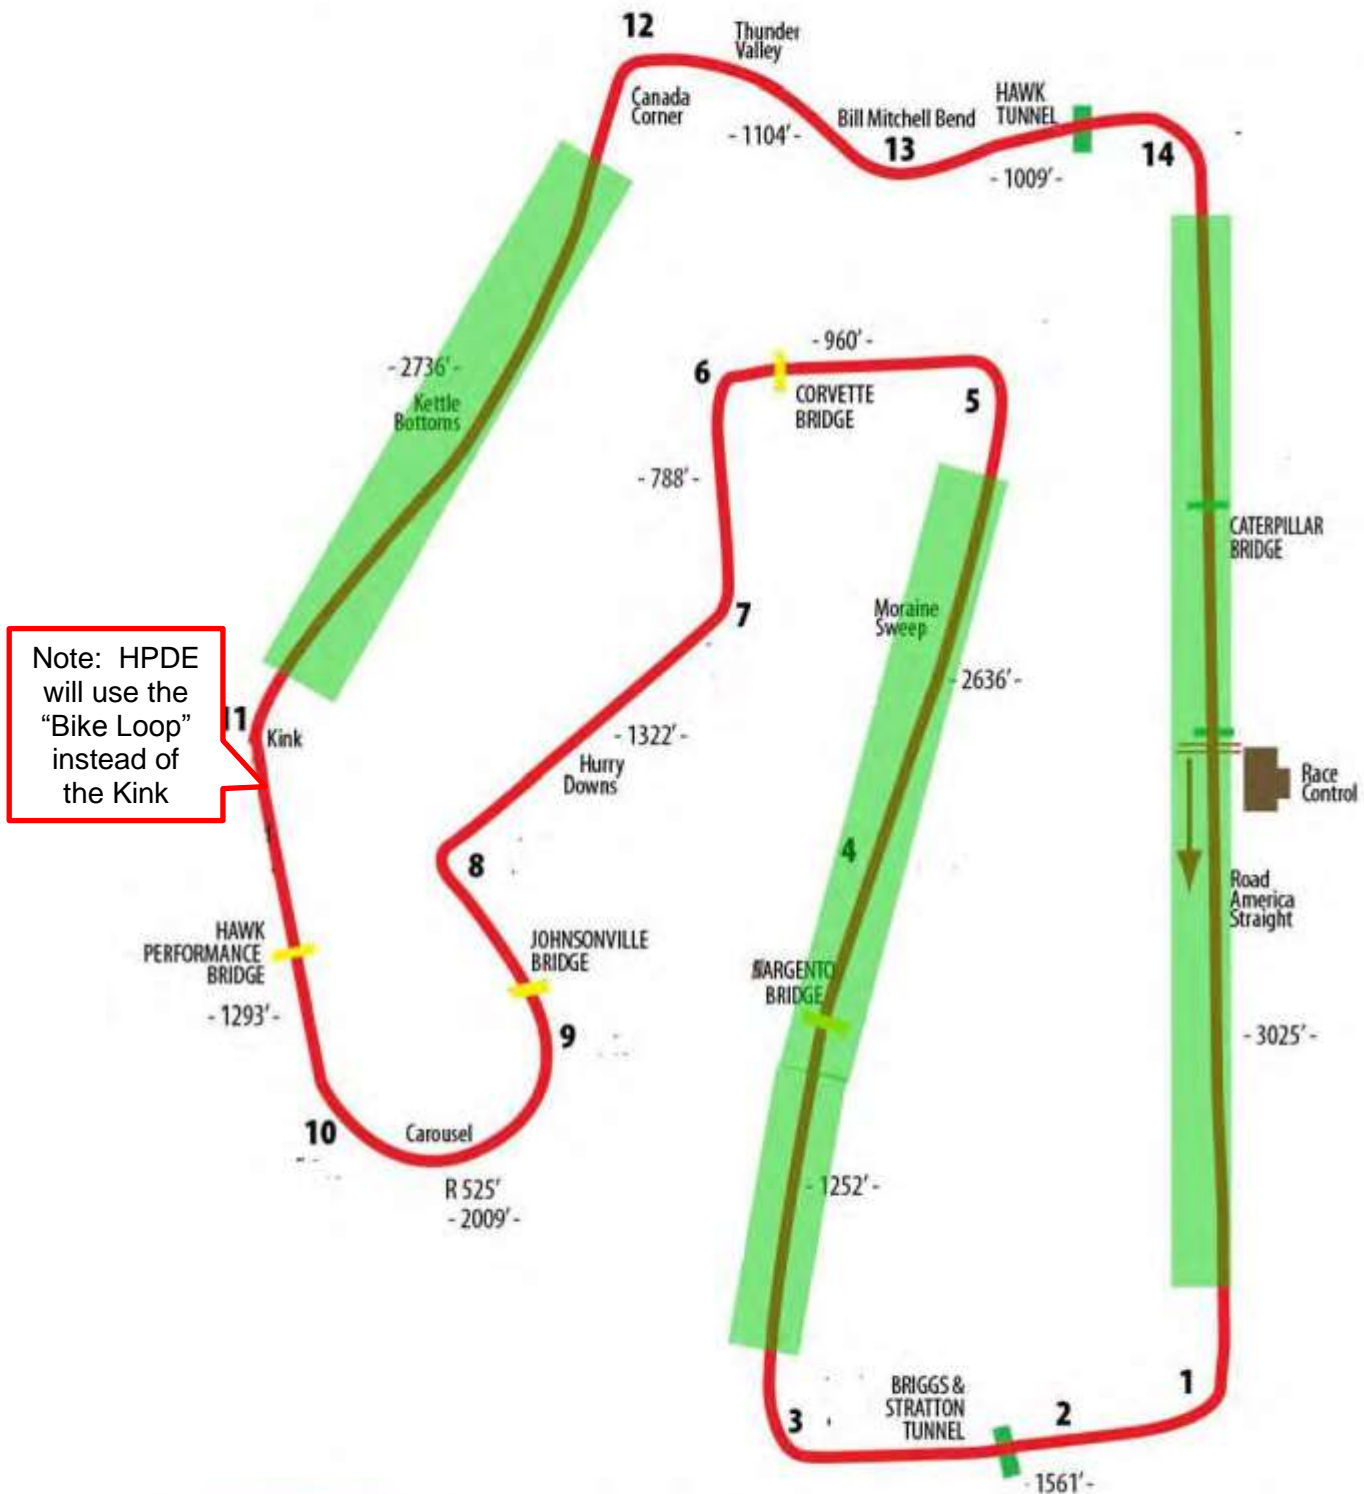 12
Thunder
Valley
Canada
Corner
- 1104' -
Bill Mitchell Bend
13
HAWK
TUNNEL
- 1009' -
14
- 2736' -
Kettle
Bottoms
6
- 960' -
CORVETTE
BRIDGE
5
- 788' -
7
CATERPILLAR
BRIDGE
Moraine
Sweep
- 2636' -
Note: HPDE
will use the
“Bike Loop”
instead of
the Kink
11
Kink
- 1322' -
Hurry
Downs
Race
Control
4
8
Road
America
Straight
HAWK
PERFORMANCE
BRIDGE
- 1293' -
JOHNSONVILLE
BRIDGE
SARGENTO
BRIDGE
9
- 3025' -
10
Carousel
R 525'
- 2009' -
- 1252' -
BRIGGS &
STRATTON
TUNNEL
3
2
1
- 1561' -